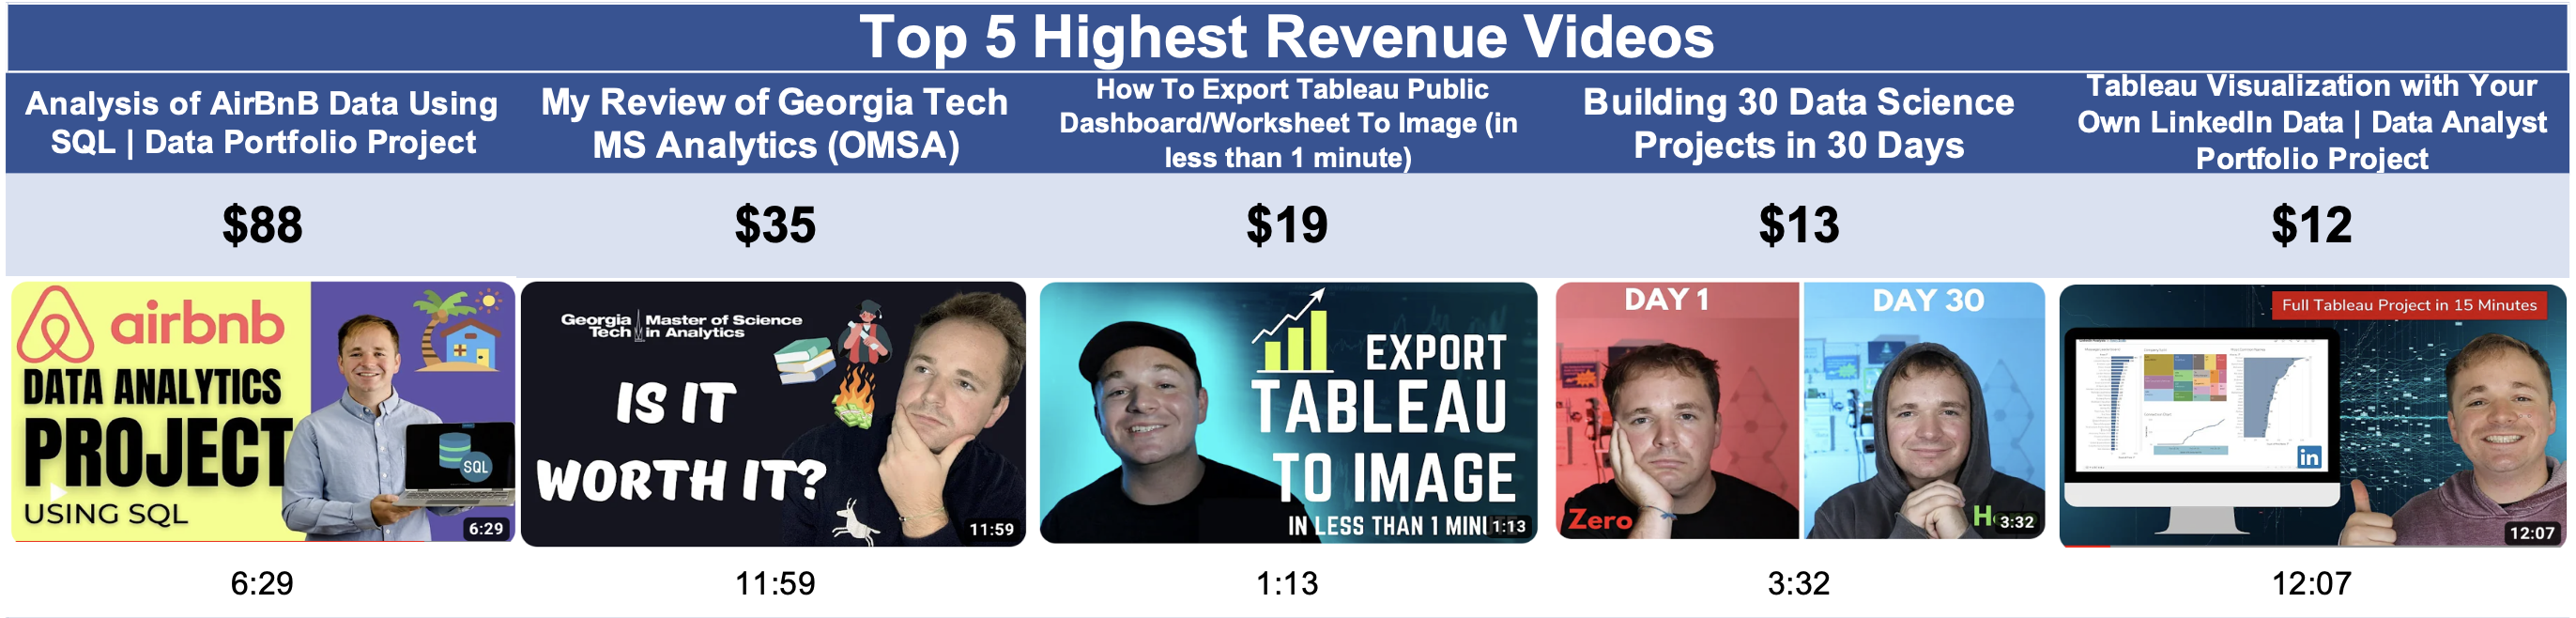 Top 5 Highest Revenue Videos
Analysis of AirBnB Data Using
SQL | Data Portfolio Project
My Review of Georgia Tech
MS Analytics (OMSA)
How To Export Tableau Public
Dashboard/Worksheet To Image (in
less than 1 minute)
Building 30 Data Science
Projects in 30 Days
Tableau Visualization with Your
Own LinkedIn Data | Data Analyst
Portfolio Project
$88
$35
$19
$13
$12
airbnb
DATA ANALYTICS
PROJECT
USING SQL
SQL
6:29
Georgia Tech
Master of Science in Analytics
IS IT
WORTH IT?
11:59
EXPORT
TABLEAU
TO IMAGE
IN LESS THAN 1 MINU
1:13
DAY 1
DAY 30
Zero
H
3:32
Full Tableau Project in 15 Minutes
in
12:07
6:29
11:59
1:13
3:32
12:07